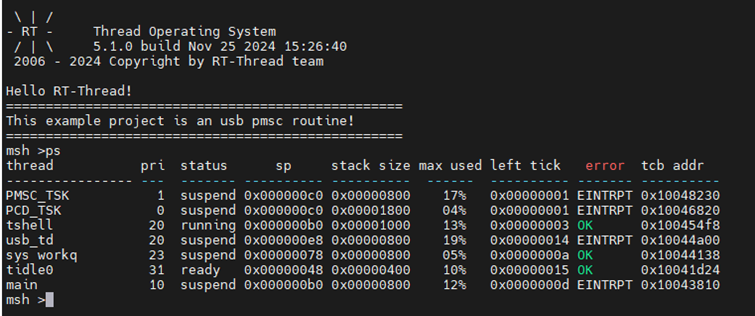 \ | /
- RT -     Thread Operating System
 / | \     5.1.0 build Nov 25 2024 15:26:40
 2006 - 2024 Copyright by RT-Thread team

Hello RT-Thread!
==================================================
This example project is an usb pmsc routine!
==================================================
msh >ps
thread           pri  status      sp     stack size max used left tick   error  tcb addr
---------------- ---  ------- ---------- ----------  ------  ---------- ------- ----------
PMSC_TSK           1  suspend 0x000000c0 0x00000800    17%   0x00000001 EINTRPT 0x10048230
PCD_TSK            0  suspend 0x000000c0 0x00001800    04%   0x00000001 EINTRPT 0x10046820
tshell            20  running 0x000000b0 0x00001000    13%   0x00000003 OK      0x100454f8
usb_td            20  suspend 0x000000e8 0x00000800    19%   0x00000014 EINTRPT 0x10044a00
sys workq         23  suspend 0x00000078 0x00000800    05%   0x0000000a OK      0x10044138
tidle0            31  ready   0x00000048 0x00000400    10%   0x00000015 OK      0x10041d24
main              10  suspend 0x000000b0 0x00000800    12%   0x0000000d EINTRPT 0x10043810
msh >